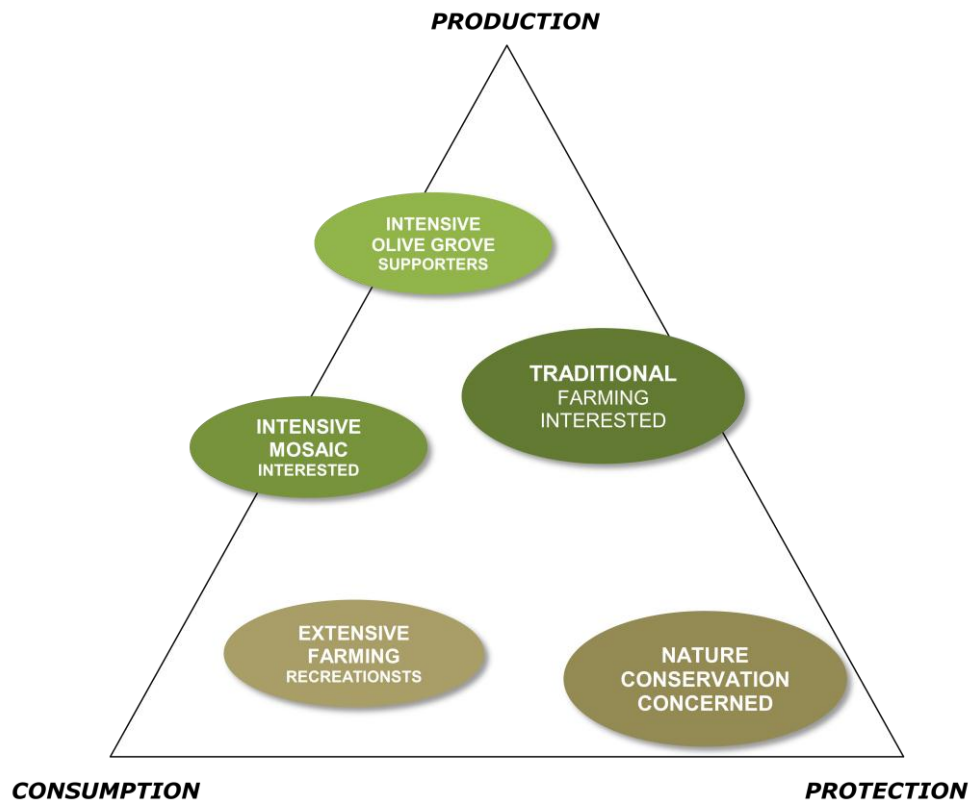 PRODUCTION
INTENSIVE
OLIVE GROVE
SUPPORTERS
TRADITIONAL
FARMING
INTERESTED
INTENSIVE
MOSAIC
INTERESTED
EXTENSIVE
FARMING
RECREATIONSTS
NATURE
CONSERVATION
CONCERNED
CONSUMPTION
PROTECTION